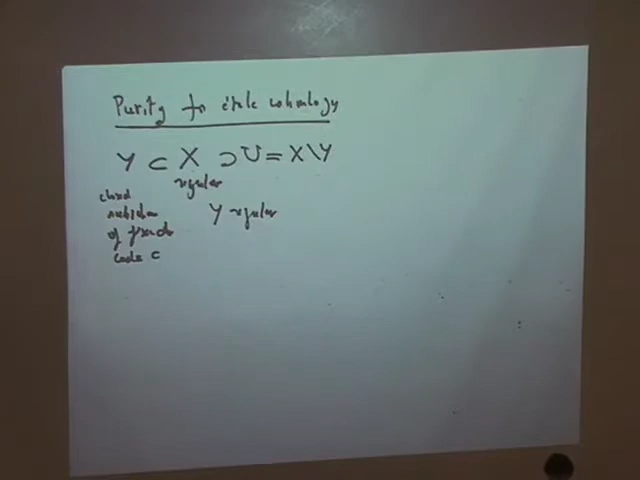 Purity for étale cohomology
Y ⊂ X ⊃ U = X \ Y
regular
closed
Y regular
subscheme
of pure
codim c